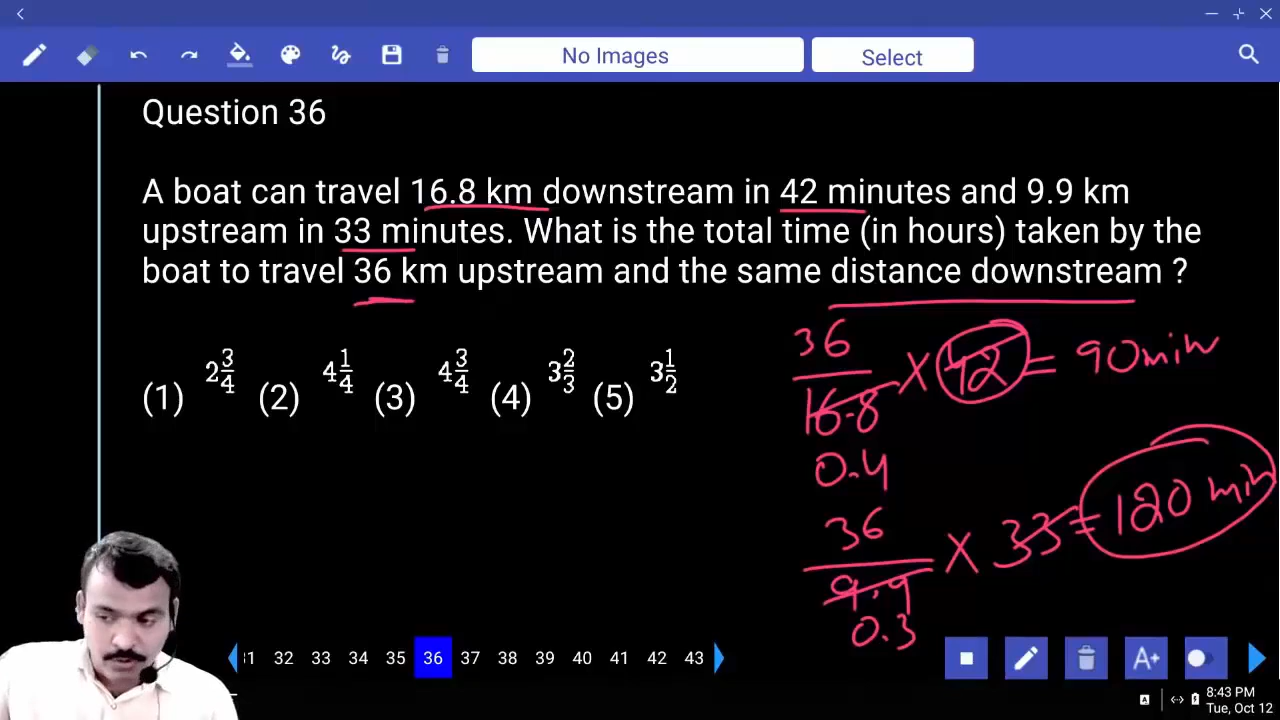 No Images
Select
Question 36
A boat can travel 16.8 km downstream in 42 minutes and 9.9 km
upstream in 33 minutes. What is the total time (in hours) taken by the
boat to travel 36 km upstream and the same distance downstream ?
(1) 2 3/4 (2) 4 1/4 (3) 4 3/4 (4) 3 2/3 (5) 3 1/2
36
16.8 × 42 = 90 min
0.4
36
9.9 × 33 = 120 min
0.3
31 32 33 34 35 36 37 38 39 40 41 42 43
A+
A
8:43 PM
Tue, Oct 12